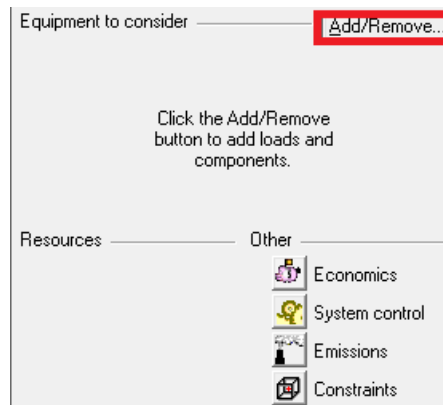 Equipment to consider
Add/Remove...
Click the Add/Remove
button to add loads and
components.
Resources
Other
Economics
System control
Emissions
Constraints